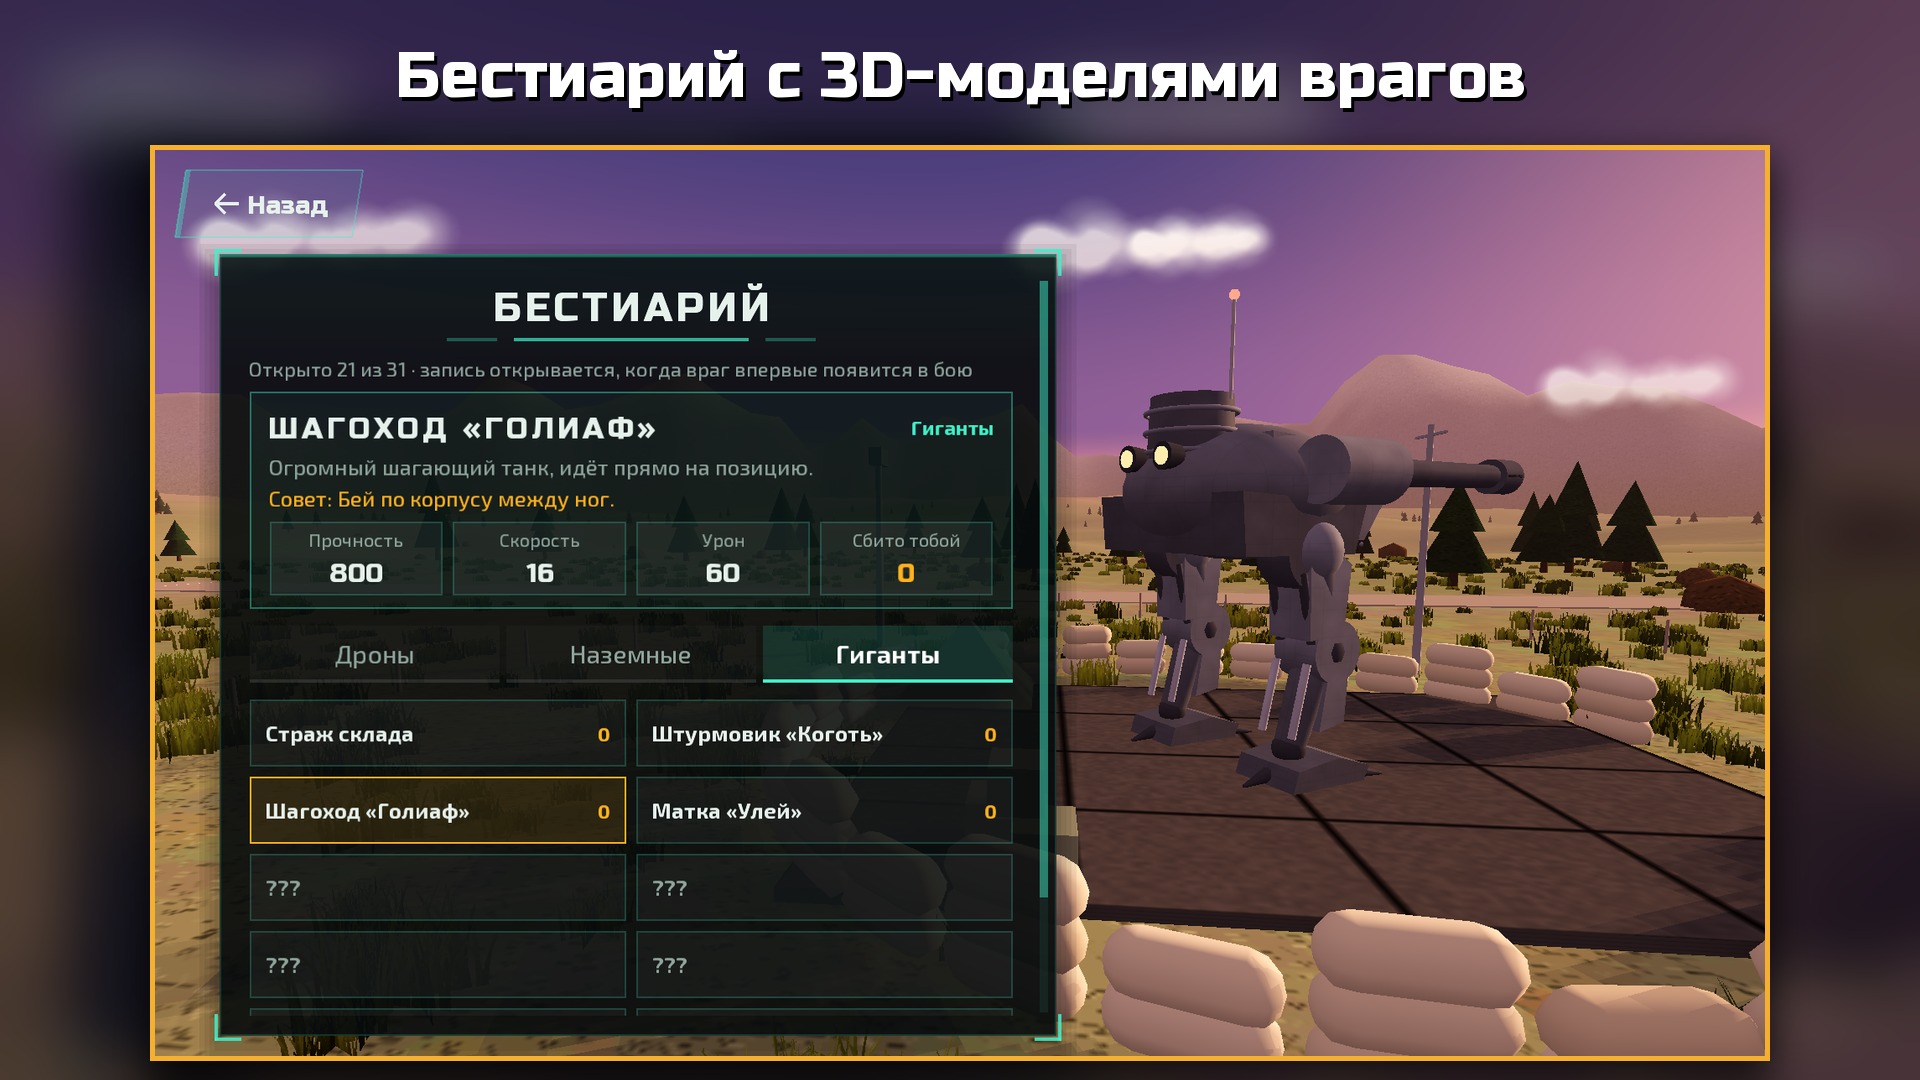 Бестиарий с 3D-моделями врагов
← Назад
БЕСТИАРИЙ
Открыто 21 из 31 · запись открывается, когда враг впервые появится в бою
ШАГОХОД «ГОЛИАФ»
Гиганты
Огромный шагающий танк, идёт прямо на позицию.
Совет: Бей по корпусу между ног.
Прочность
800
Скорость
16
Урон
60
Сбито тобой
0
Дроны
Наземные
Гиганты
Страж склада 0
Штурмовик «Коготь» 0
Шагоход «Голиаф» 0
Матка «Улей» 0
???
???
???
???